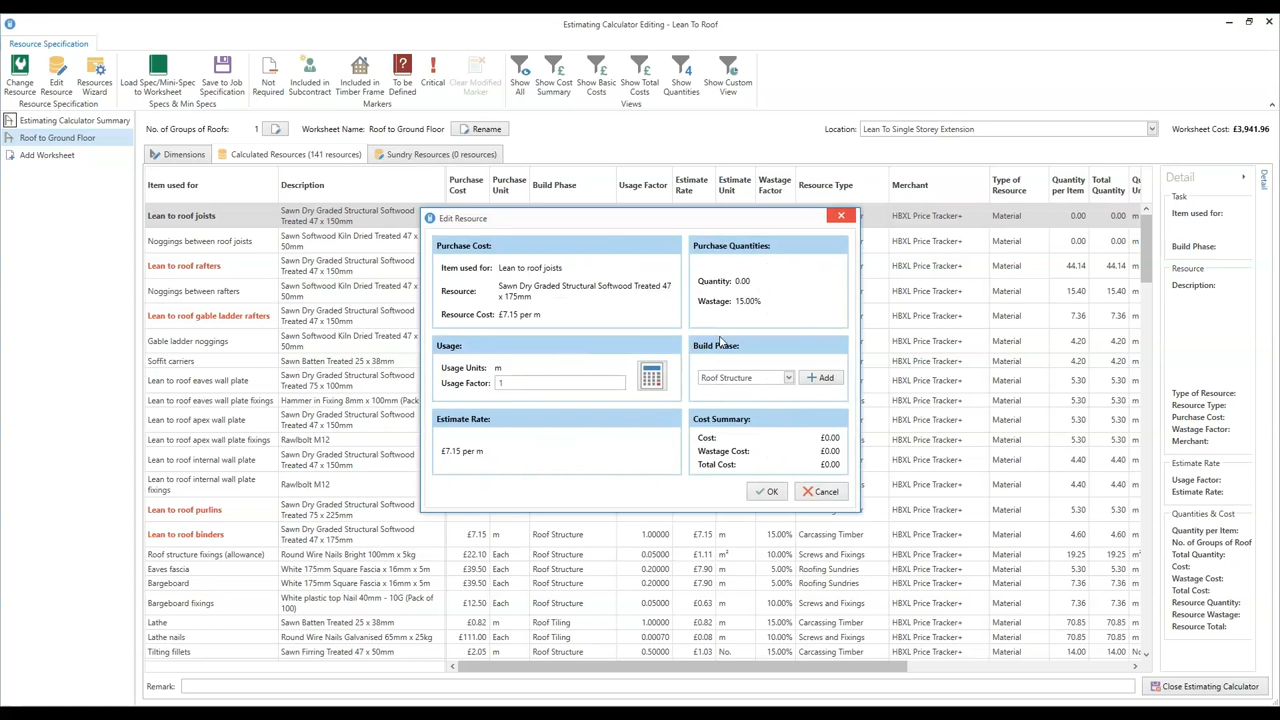 Estimating Calculator Editing - Lean To Roof
Resource Specification
Change Resource
Edit Resource
Resources Wizard
Resource Specification
Load Spec/Mini-Spec to Worksheet
Save to Job Specification
Specs & Min Specs
Not Required
Included in Subcontract
Included in Timber Frame
To be Defined
Critical
Clear Modified Marker
Markers
Show All
Show Cost Summary
Show Basic Costs
Show Total Costs
Show Quantities
Show Custom View
Views
Estimating Calculator Summary
Roof to Ground Floor
Add Worksheet
No. of Groups of Roofs: 1
Worksheet Name: Roof to Ground Floor
Rename
Location: Lean To Single Storey Extension
Worksheet Cost: £3,941.96
Dimensions
Calculated Resources (141 resources)
Sundry Resources (0 resources)
Item used for Description Purchase Cost Purchase Unit Build Phase Usage Factor Estimate Rate Estimate Unit Wastage Factor Resource Type Merchant Type of Resource Quantity per Item Total Quantity
Lean to roof joists Sawn Dry Graded Structural Softwood Treated 47 x 150mm HBXL Price Tracker+ Material 0.00 0.00 m
Noggings between roof joists Sawn Softwood Kiln Dried Treated 47 x 50mm HBXL Price Tracker+ Material 0.00 0.00 m
Lean to roof rafters Sawn Dry Graded Structural Softwood Treated 47 x 150mm HBXL Price Tracker+ Material 44.14 44.14 m
Noggings between rafters Sawn Softwood Kiln Dried Treated 47 x 50mm HBXL Price Tracker+ Material 15.40 15.40 m
Lean to roof gable ladder rafters Sawn Dry Graded Structural Softwood Treated 47 x 150mm HBXL Price Tracker+ Material 7.36 7.36 m
Gable ladder noggings Sawn Softwood Kiln Dried Treated 47 x 50mm HBXL Price Tracker+ Material 4.20 4.20 m
Soffit carriers Sawn Batten Treated 25 x 38mm HBXL Price Tracker+ Material 4.20 4.20 m
Lean to roof eaves wall plate Sawn Dry Graded Structural Softwood Treated 75 x 100mm HBXL Price Tracker+ Material 5.30 5.30 m
Lean to roof eaves wall plate fixings Hammer in Fixing 8mm x 100mm (Pack HBXL Price Tracker+ Material 5.30 5.30 m
Lean to roof apex wall plate Sawn Dry Graded Structural Softwood Treated 47 x 150mm HBXL Price Tracker+ Material 5.30 5.30 m
Lean to roof apex wall plate fixings Rawlbolt M12 HBXL Price Tracker+ Material 5.30 5.30 m
Lean to roof internal wall plate Sawn Dry Graded Structural Softwood Treated 47 x 150mm HBXL Price Tracker+ Material 4.40 4.40 m
Lean to roof internal wall plate fixings Rawlbolt M12 HBXL Price Tracker+ Material 4.40 4.40 m
Lean to roof purlins Sawn Dry Graded Structural Softwood Treated 75 x 225mm HBXL Price Tracker+ Material 5.30 5.30 m
Lean to roof binders Sawn Dry Graded Structural Softwood Treated 47 x 175mm £7.15 m Roof Structure 1.00000 £7.15 m 15.00% Carcassing Timber HBXL Price Tracker+ Material 4.60 4.60 m
Roof structure fixings (allowance) Round Wire Nails Bright 100mm x 5kg £22.10 Each Roof Structure 0.05000 £1.11 m² 10.00% Screws and Fixings HBXL Price Tracker+ Material 19.25 19.25 m²
Eaves fascia White 175mm Square Fascia x 16mm x 5m £39.50 Each Roof Structure 0.20000 £7.90 m 5.00% Roofing Sundries HBXL Price Tracker+ Material 5.30 5.30 m
Bargeboard White 175mm Square Fascia x 16mm x 5m £39.50 Each Roof Structure 0.20000 £7.90 m 5.00% Roofing Sundries HBXL Price Tracker+ Material 7.36 7.36 m
Bargeboard fixings White plastic top Nail 40mm - 10G (Pack of 100) £12.50 Each Roof Structure 0.05000 £0.63 m 10.00% Screws and Fixings HBXL Price Tracker+ Material 7.36 7.36 m
Lathe Sawn Batten Treated 25 x 38mm £0.82 m Roof Tiling 1.00000 £0.82 m 15.00% Carcassing Timber HBXL Price Tracker+ Material 70.85 70.85 m
Lathe nails Round Wire Nails Galvanised 65mm x 25kg £111.00 Each Roof Tiling 0.00070 £0.08 m 10.00% Screws and Fixings HBXL Price Tracker+ Material 70.85 70.85 m
Tilting fillets Sawn Firring Treated 47 x 50mm £2.05 m Roof Tiling 0.50000 £1.03 No. 15.00% Carcassing Timber HBXL Price Tracker+ Material 14.00 14.00
Edit Resource
Purchase Cost:
Item used for: Lean to roof joists
Resource: Sawn Dry Graded Structural Softwood Treated 47 x 175mm
Resource Cost: £7.15 per m
Purchase Quantities:
Quantity: 0.00
Wastage: 15.00%
Usage:
Usage Units: m
Usage Factor: 1
Build Phase:
Roof Structure
Add
Estimate Rate:
£7.15 per m
Cost Summary:
Cost: £0.00
Wastage Cost: £0.00
Total Cost: £0.00
OK
Cancel
Detail
Detail
Task
Item used for:
Build Phase:
Resource
Description:
Type of Resource:
Resource Type:
Purchase Cost:
Wastage Factor:
Merchant:
Estimate Rate
Usage Factor:
Estimate Rate:
Quantities & Cost
Quantity per Item:
No. of Groups of Roof
Total Quantity:
Cost:
Wastage Cost:
Total Cost:
Resource Quantity:
Resource Wastage:
Resource Total:
Remark:
Close Estimating Calculator